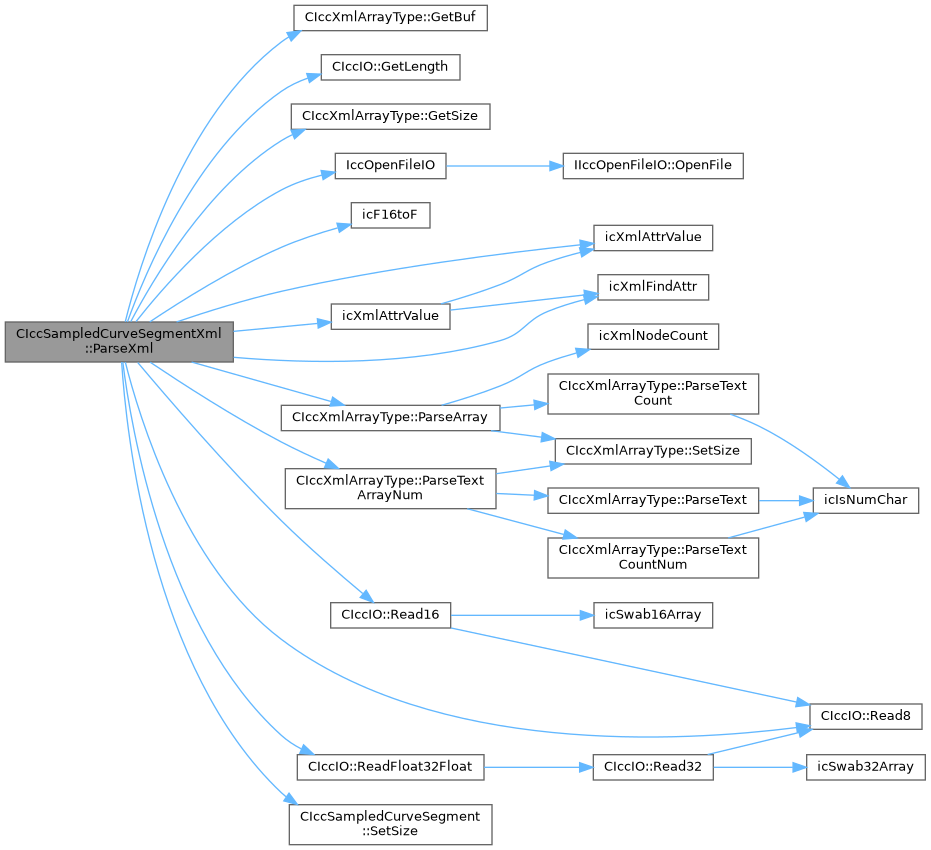 CIccXmlArrayType::GetBuf
CIccIO::GetLength
CIccXmlArrayType::GetSize
IccOpenFileIO
IIccOpenFileIO::OpenFile
icF16toF
icXmlAttrValue
icXmlFindAttr
icXmlAttrValue
CIccSampledCurveSegmentXml
::ParseXml
icXmlNodeCount
CIccXmlArrayType::ParseText
Count
CIccXmlArrayType::ParseArray
CIccXmlArrayType::SetSize
CIccXmlArrayType::ParseText
ArrayNum
CIccXmlArrayType::ParseText
icIsNumChar
CIccXmlArrayType::ParseText
CountNum
CIccIO::Read16
icSwab16Array
CIccIO::Read8
CIccIO::ReadFloat32Float
CIccIO::Read32
icSwab32Array
CIccSampledCurveSegment
::SetSize